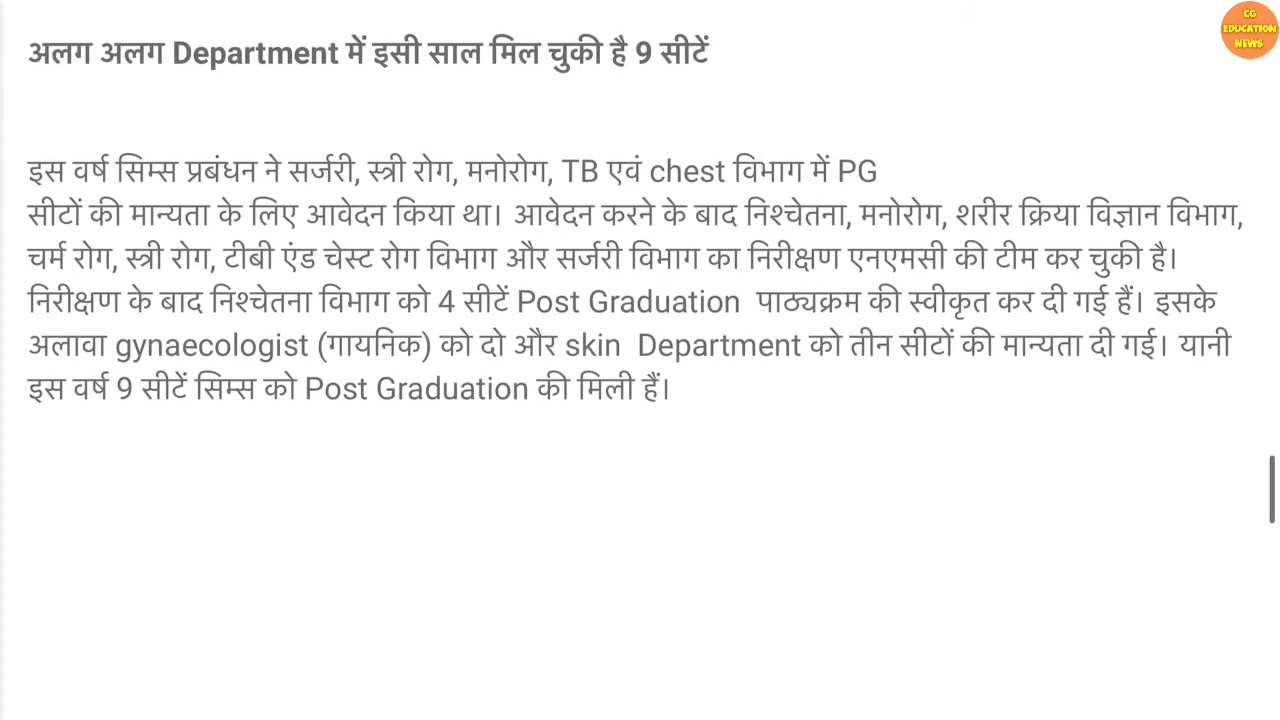 CG
EDUCATION
NEWS
अलग अलग Department में इसी साल मिल चुकी है 9 सीटें
इस वर्ष सिम्स प्रबंधन ने सर्जरी, स्त्री रोग, मनोरोग, TB एवं chest विभाग में PG
सीटों की मान्यता के लिए आवेदन किया था। आवेदन करने के बाद निश्चेतना, मनोरोग, शरीर क्रिया विज्ञान विभाग,
चर्म रोग, स्त्री रोग, टीबी एंड चेस्ट रोग विभाग और सर्जरी विभाग का निरीक्षण एनएमसी की टीम कर चुकी है।
निरीक्षण के बाद निश्चेतना विभाग को 4 सीटें Post Graduation  पाठ्यक्रम की स्वीकृत कर दी गई हैं। इसके
अलावा gynaecologist (गायनिक) को दो और skin  Department को तीन सीटों की मान्यता दी गई। यानी
इस वर्ष 9 सीटें सिम्स को Post Graduation की मिली हैं।